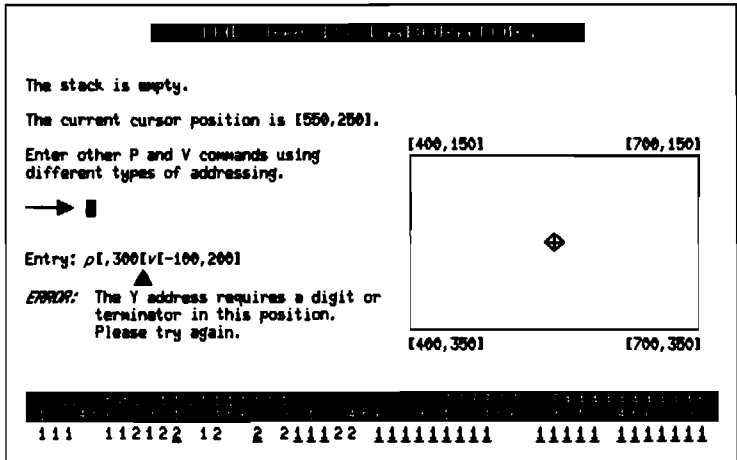 The stack is empty.
The current cursor position is [550,250].
Enter other P and V commands using
different types of addressing.
[400,150] [700,150]
Entry: p[,300[v[-100,200]
ERROR: The Y address requires a digit or
terminator in this position.
Please try again.
[400,350] [700,350]
111 112122 12 2 2111122 111111111 11111 1111111